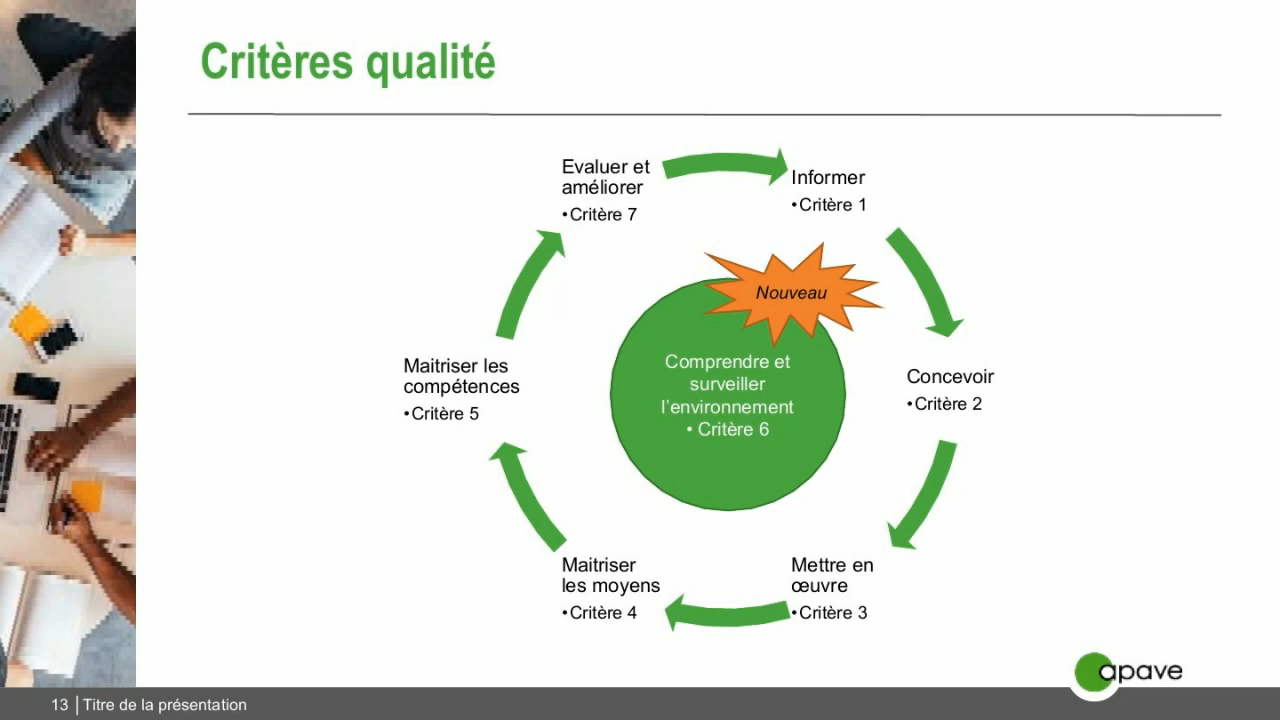 Critères qualité
Evaluer et
améliorer
•Critère 7
Informer
•Critère 1
Nouveau
Comprendre et
surveiller
l’environnement
• Critère 6
Maitriser les
compétences
•Critère 5
Concevoir
•Critère 2
Maitriser
les moyens
•Critère 4
Mettre en
œuvre
•Critère 3
apave
13 | Titre de la présentation